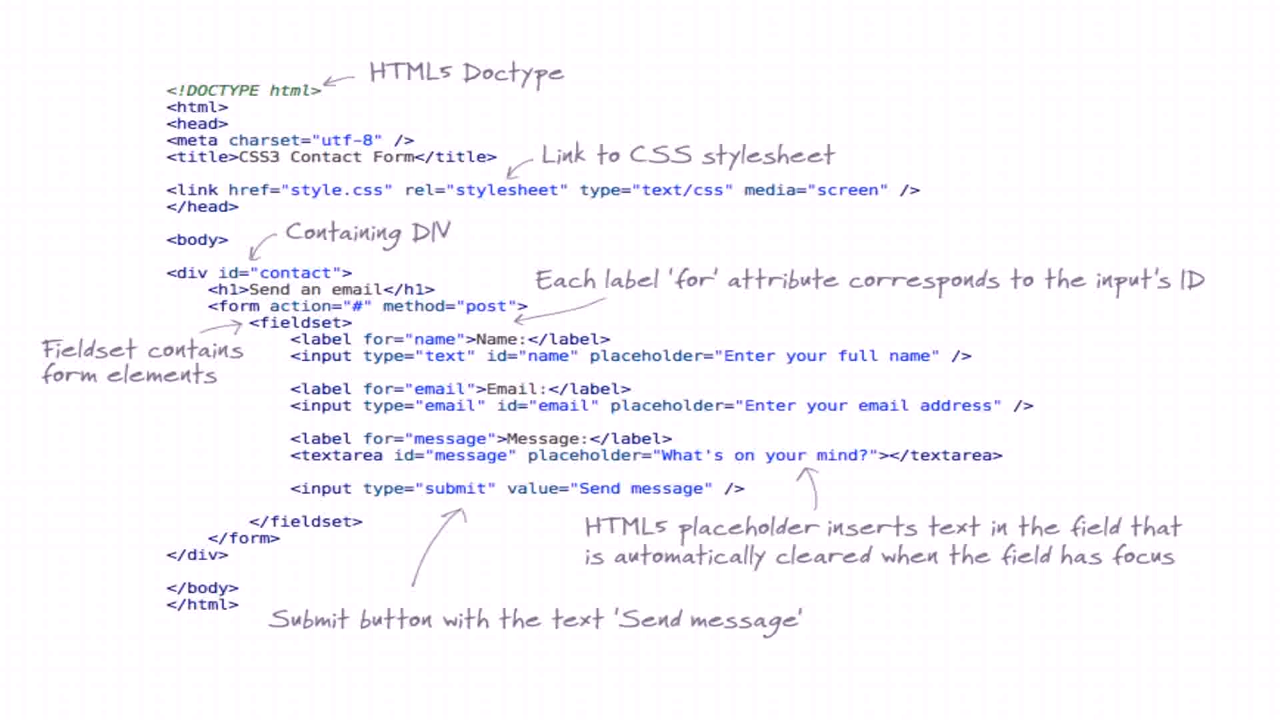 HTML5 Doctype
<!DOCTYPE html>
<html>
<head>
<meta charset="utf-8" />
<title>CSS3 Contact Form</title>
Link to CSS stylesheet
<link href="style.css" rel="stylesheet" type="text/css" media="screen" />
</head>
Containing DIV
<body>
<div id="contact">
Each label 'for' attribute corresponds to the input's ID
<h1>Send an email</h1>
<form action="#" method="post">
<fieldset>
Fieldset contains
form elements
<label for="name">Name:</label>
<input type="text" id="name" placeholder="Enter your full name" />
<label for="email">Email:</label>
<input type="email" id="email" placeholder="Enter your email address" />
<label for="message">Message:</label>
<textarea id="message" placeholder="What's on your mind?"></textarea>
<input type="submit" value="Send message" />
</fieldset>
HTML5 placeholder inserts text in the field that
is automatically cleared when the field has focus
</form>
</div>
</body>
</html>
Submit button with the text 'Send message'